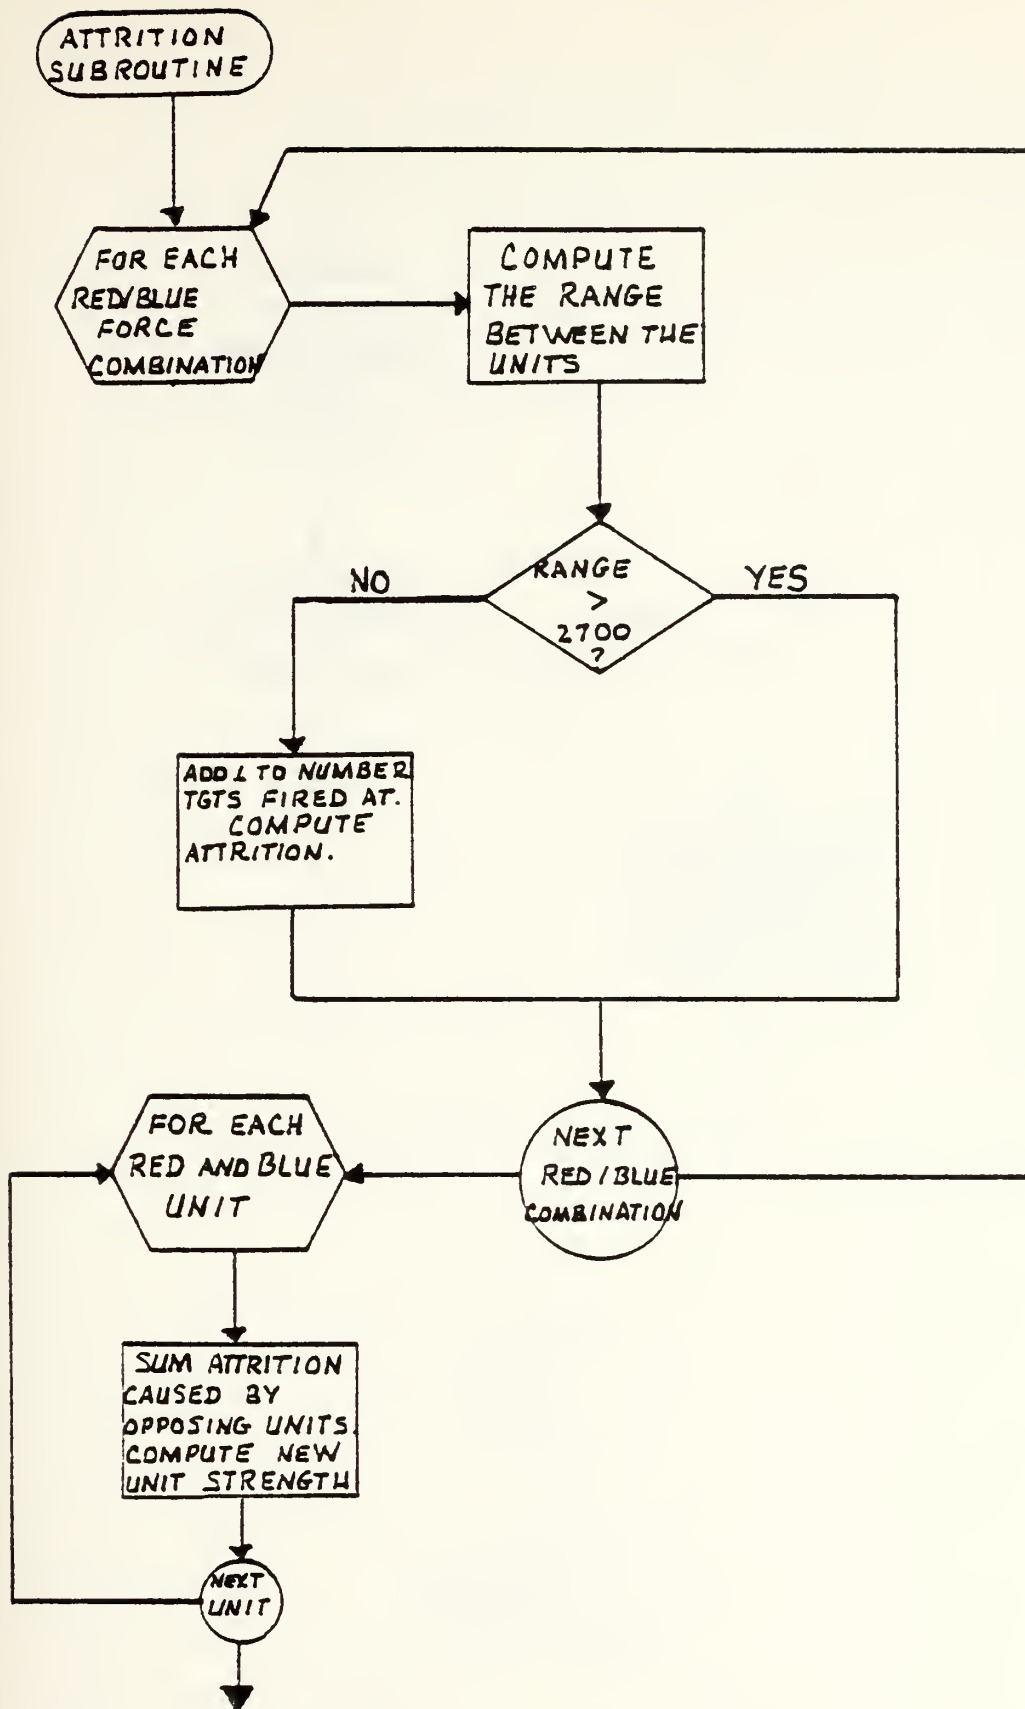 ATTRITION
SUBROUTINE
FOR EACH
RED/BLUE
FORCE
COMBINATION
COMPUTE
THE RANGE
BETWEEN THE
UNITS
RANGE
>
2700
?
NO
YES
ADD 1 TO NUMBER
TGTS FIRED AT.
COMPUTE
ATTRITION.
NEXT
RED/BLUE
COMBINATION
FOR EACH
RED AND BLUE
UNIT
SUM ATTRITION
CAUSED BY
OPPOSING UNITS.
COMPUTE NEW
UNIT STRENGTH
NEXT
UNIT